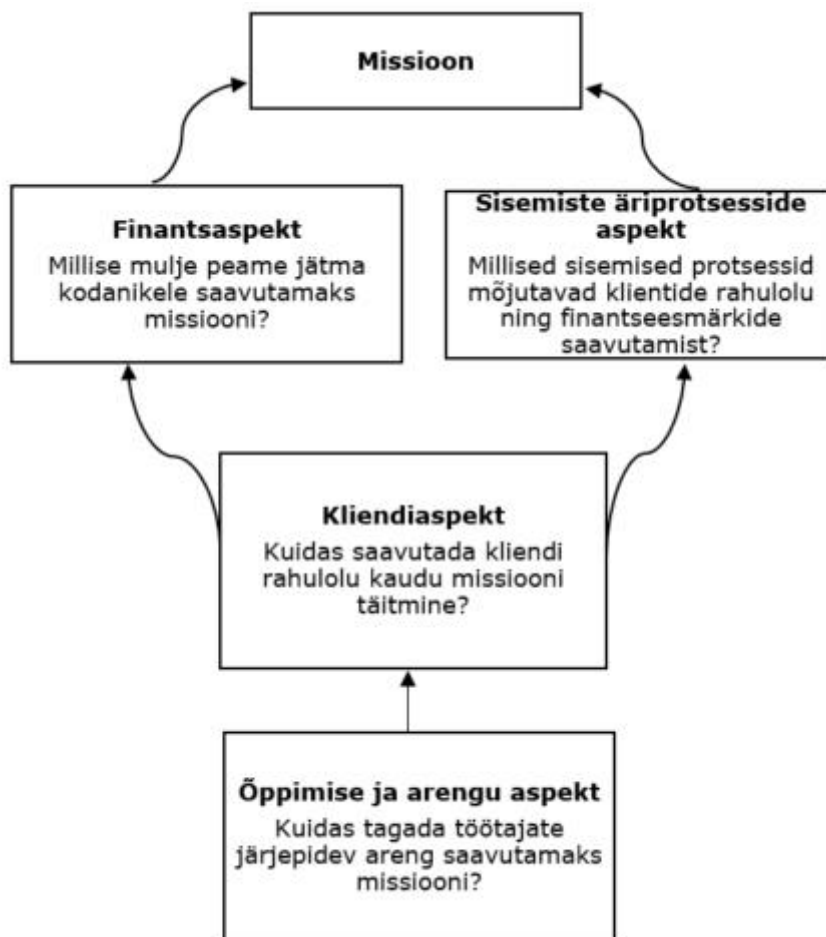 Missioon
Finantsaspekt
Millise mulje peame jätma
kodanikele saavutamaks
missiooni?
Sisemiste äriprotsesside
aspekt
Millised sisemised protsessid
mõjutavad klientide rahulolu
ning finantseesmärkide
saavutamist?
Kliendiaspekt
Kuidas saavutada kliendi
rahulolu kaudu missiooni
täitmine?
Õppimise ja arengu aspekt
Kuidas tagada töötajate
järjepidev areng saavutamaks
missiooni?